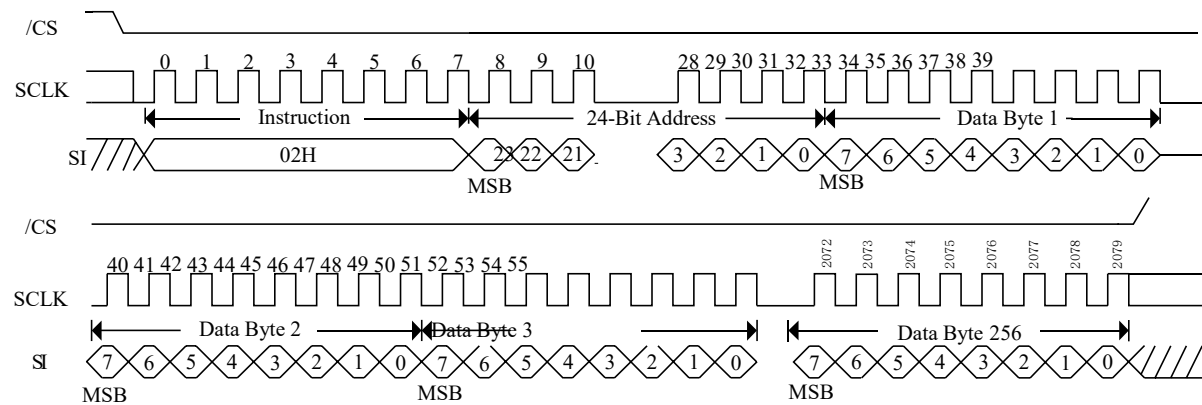 /CS
0 1 2 3 4 5 6 7 8 9 10 28 29 30 31 32 33 34 35 36 37 38 39
SCLK
Instruction 24-Bit Address Data Byte 1
SI 02H 23 22 21 3 2 1 0 7 6 5 4 3 2 1 0
MSB MSB
/CS
40 41 42 43 44 45 46 47 48 49 50 51 52 53 54 55 2072 2073 2074 2075 2076 2077 2078 2079
SCLK
Data Byte 2 Data Byte 3 Data Byte 256
SI 7 6 5 4 3 2 1 0 7 6 5 4 3 2 1 0 7 6 5 4 3 2 1 0
MSB MSB MSB